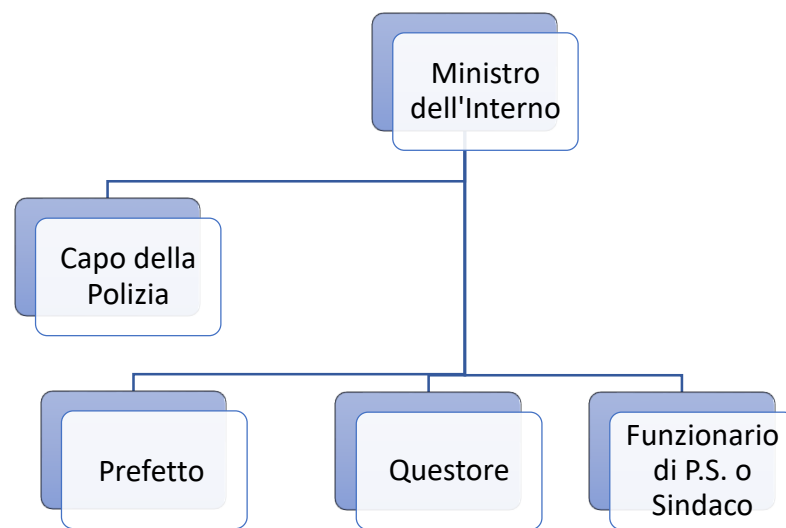 Ministro
dell'Interno
Capo della
Polizia
Prefetto
Questore
Funzionario
di P.S. o
Sindaco